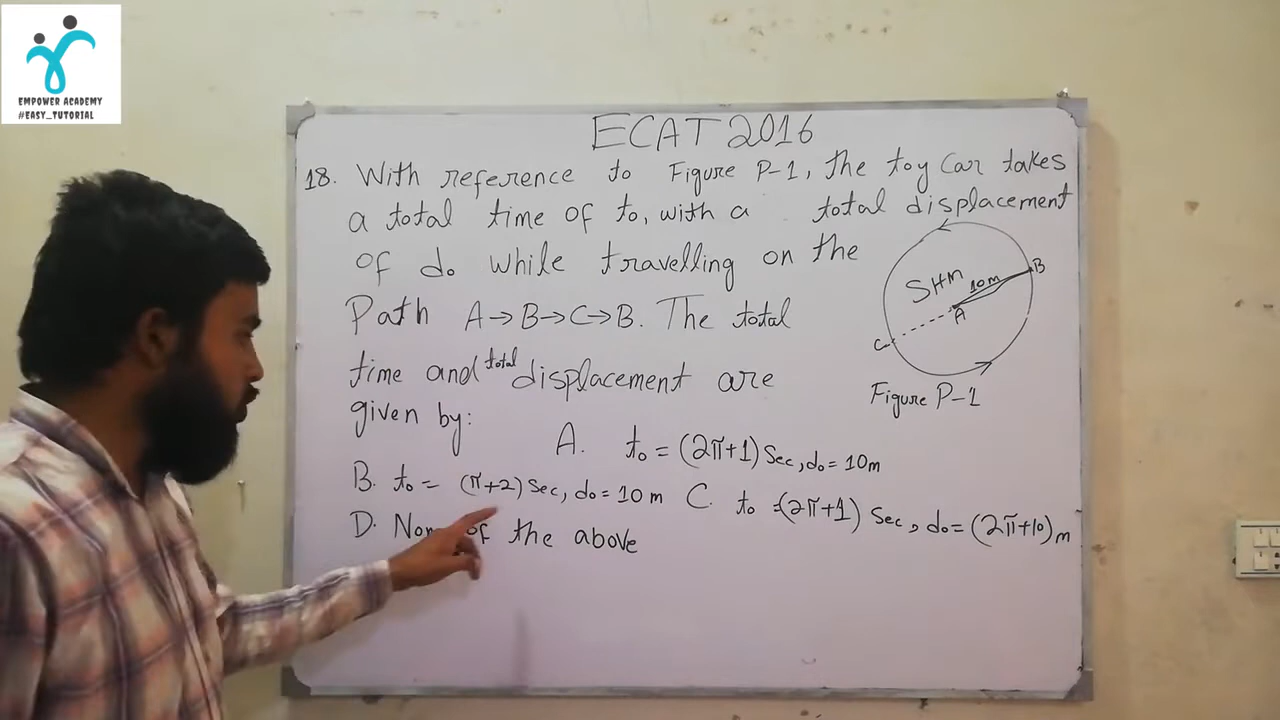 EMPOWER ACADEMY
#EASY_TUTORIAL
ECAT 2016
18. With reference to Figure P-1, the toy Car takes
a total time of to, with a total displacement
of do while travelling on the
Path A→B→C→B. The total
time and total displacement are
given by:
SHM
10m
A
B
C
Figure P-1
A. to = (2π+1) Sec, do = 10m
B. to = (π+2) Sec, do = 10 m
C. to = (2π+1) Sec, do = (2π+10)m
D. None of the above